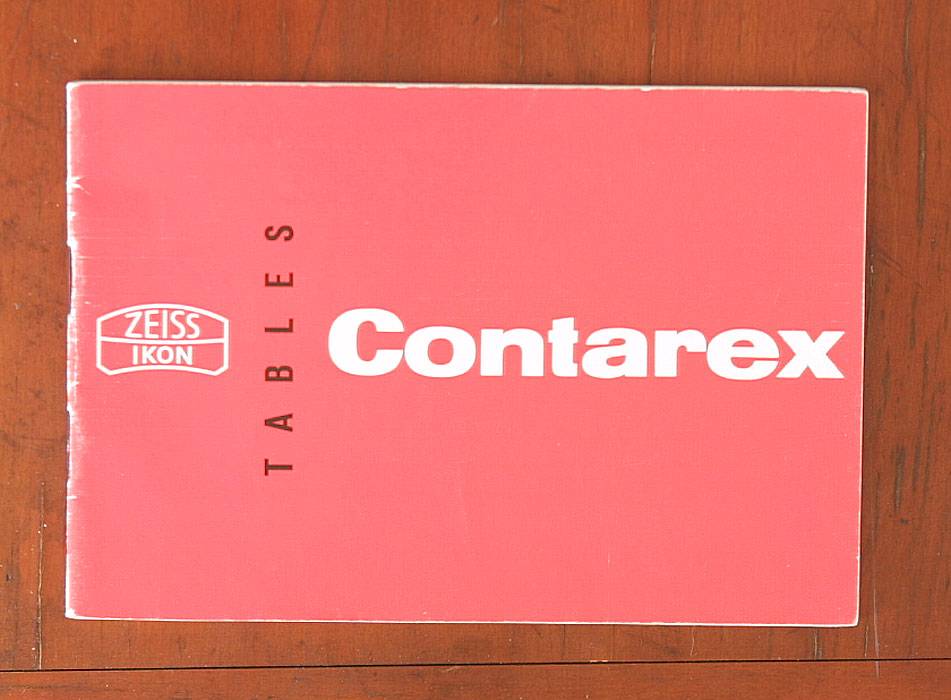 ZEISS
IKON
TABLES
Contarex